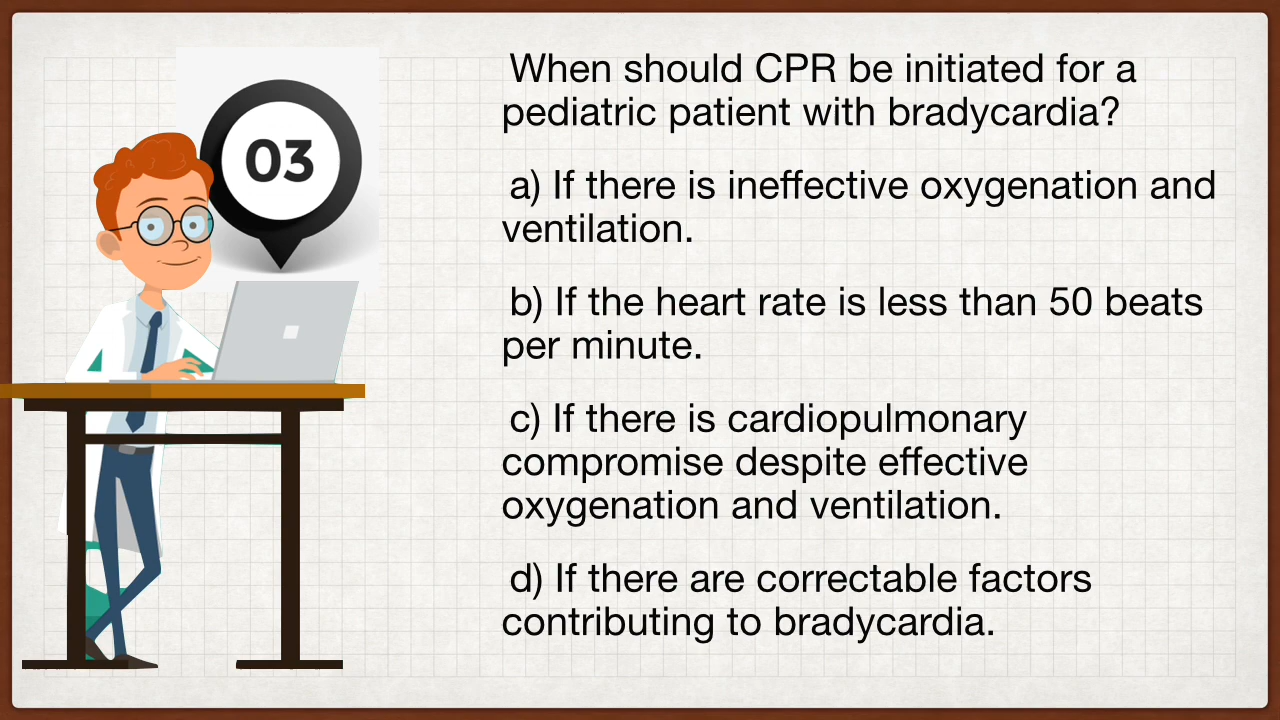 03
When should CPR be initiated for a
pediatric patient with bradycardia?
a) If there is ineffective oxygenation and
ventilation.
b) If the heart rate is less than 50 beats
per minute.
c) If there is cardiopulmonary
compromise despite effective
oxygenation and ventilation.
d) If there are correctable factors
contributing to bradycardia.